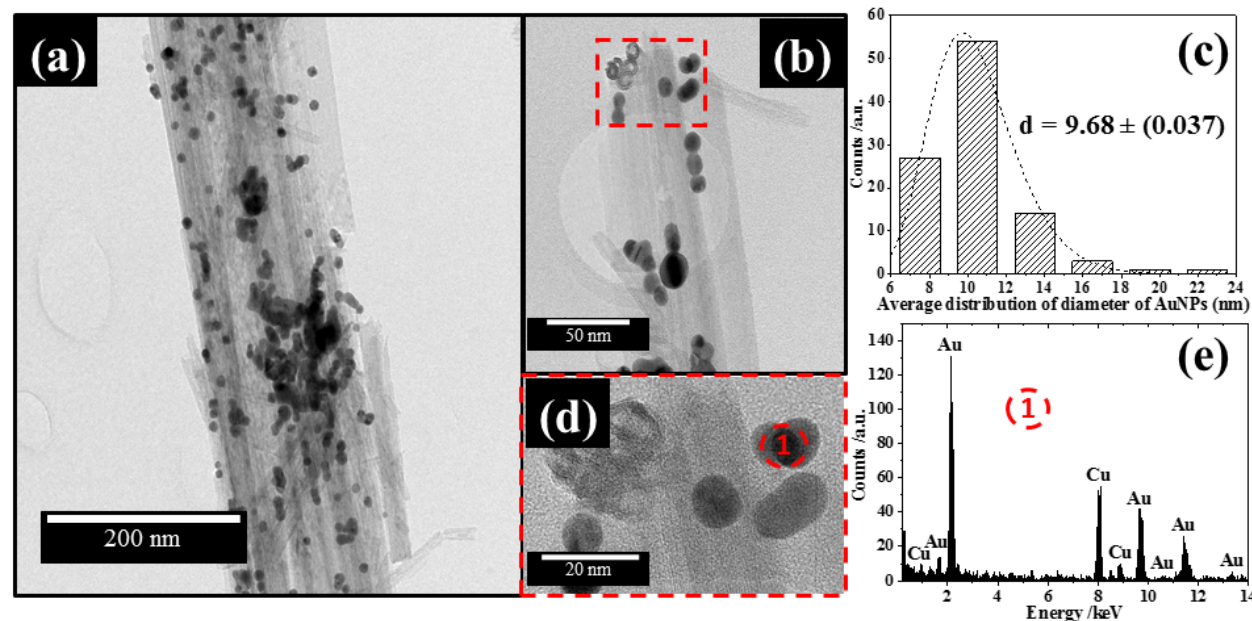 (a)
200 nm
(b)
50 nm
(c)
Counts /a.u.
60
50
40
30
20
10
0
d = 9.68 ± (0.037)
6 8 10 12 14 16 18 20 22 24
Average distribution of diameter of AuNPs (nm)
(d)
1
20 nm
(e)
1
Counts /a.u.
140
120
100
80
60
40
20
0
Au
Cu
Au
Cu
Cu
Au
Au
Au
Au
2 4 6 8 10 12 14
Energy /keV